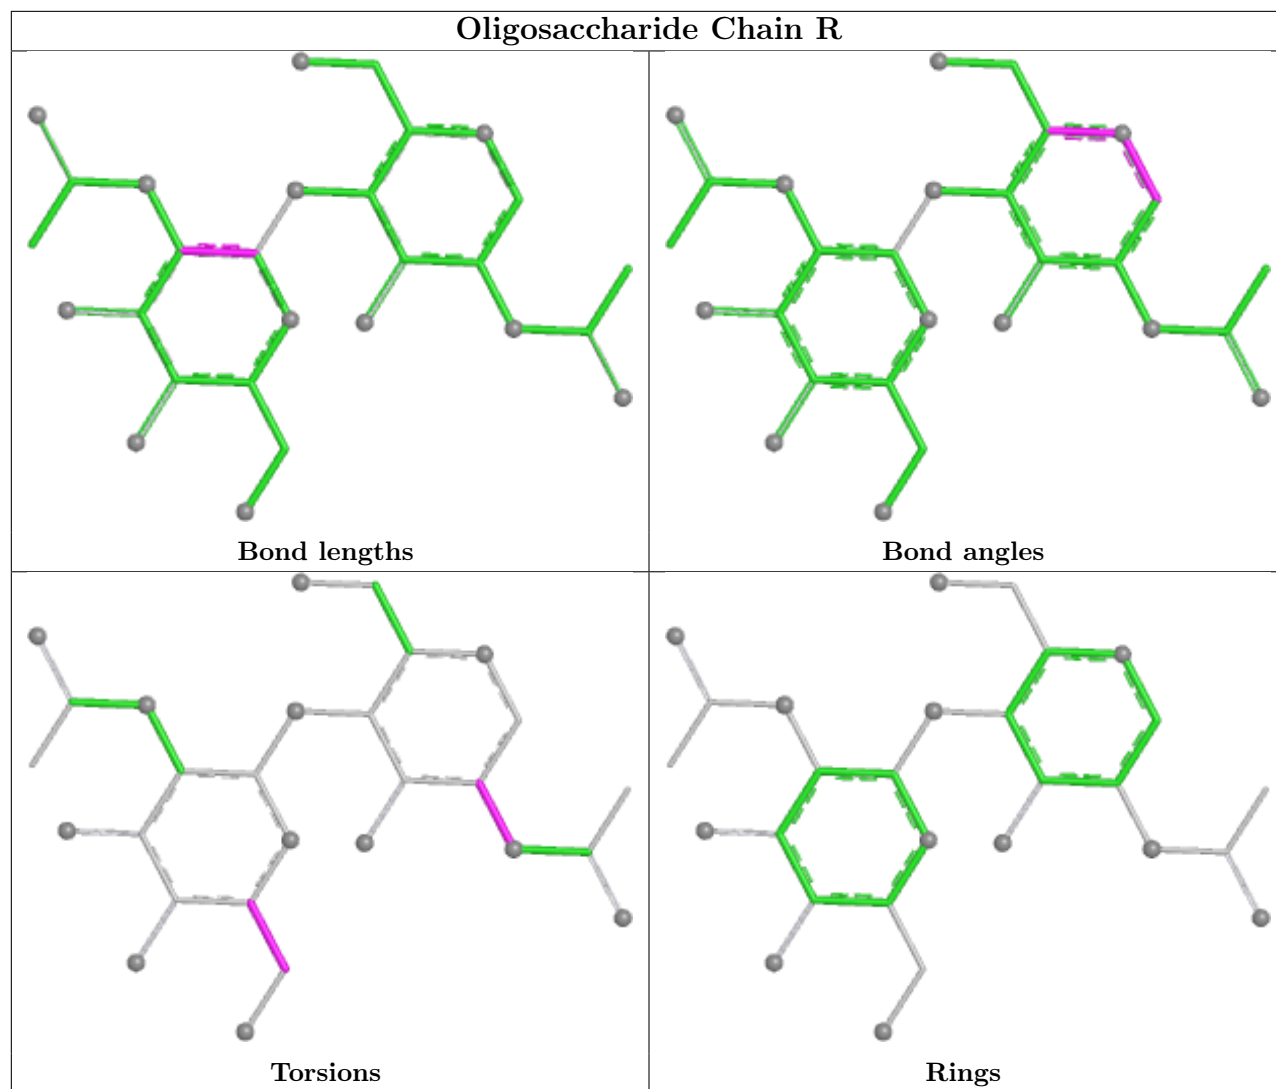 Oligosaccharide Chain R
Bond lengths
Bond angles
Torsions
Rings